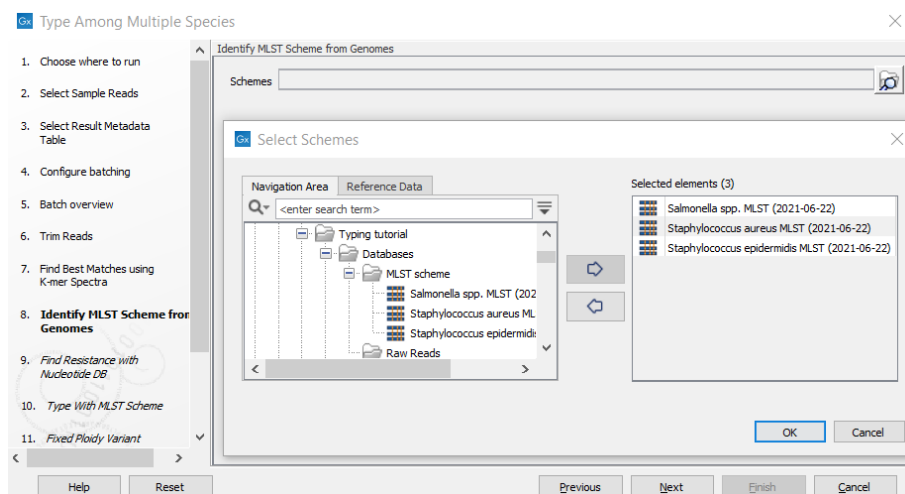 Gx Type Among Multiple Species
1. Choose where to run
2. Select Sample Reads
3. Select Result Metadata
Table
4. Configure batching
5. Batch overview
6. Trim Reads
7. Find Best Matches using
K-mer Spectra
8. Identify MLST Scheme from
Genomes
9. Find Resistance with
Nucleotide DB
10. Type With MLST Scheme
11. Fixed Ploidy Variant
Identify MLST Scheme from Genomes
Schemes
Gx Select Schemes
Navigation Area Reference Data
<enter search term>
Typing tutorial
Databases
MLST scheme
Salmonella spp. MLST (202
Staphylococcus aureus ML
Staphylococcus epidermidis
Raw Reads
Selected elements (3)
Salmonella spp. MLST (2021-06-22)
Staphylococcus aureus MLST (2021-06-22)
Staphylococcus epidermidis MLST (2021-06-22)
OK Cancel
Help Reset Previous Next Finish Cancel